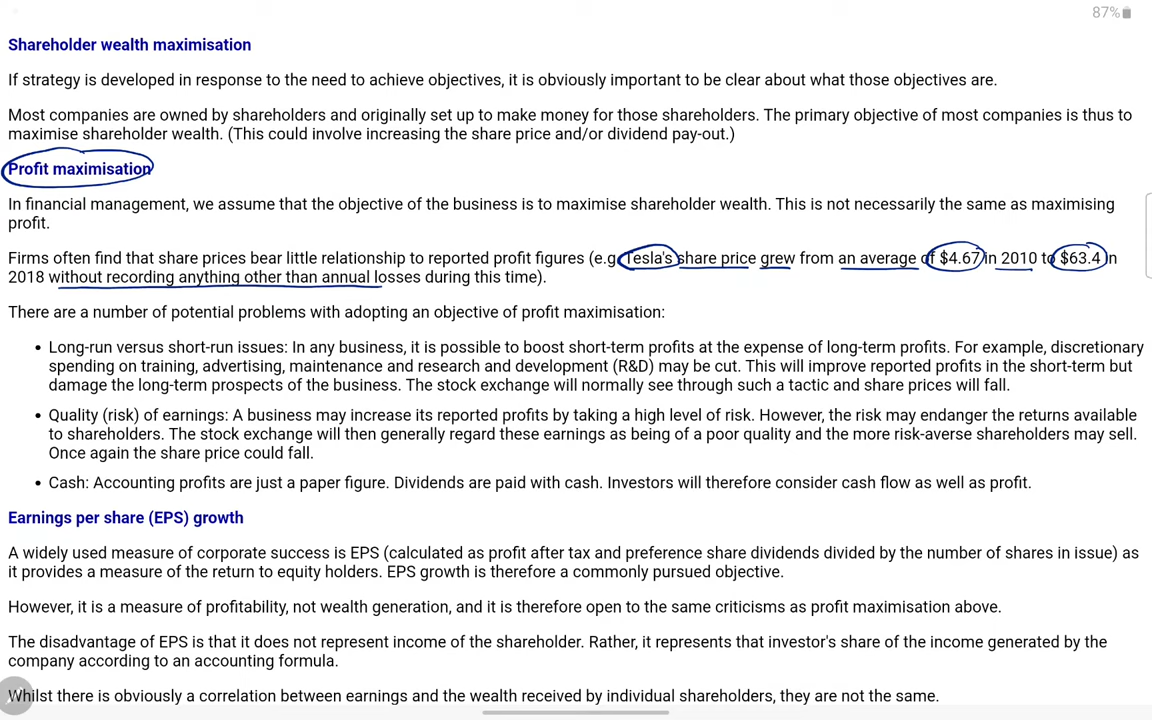 87%
Shareholder wealth maximisation
If strategy is developed in response to the need to achieve objectives, it is obviously important to be clear about what those objectives are.
Most companies are owned by shareholders and originally set up to make money for those shareholders. The primary objective of most companies is thus to
maximise shareholder wealth. (This could involve increasing the share price and/or dividend pay-out.)
Profit maximisation
In financial management, we assume that the objective of the business is to maximise shareholder wealth. This is not necessarily the same as maximising
profit.
Firms often find that share prices bear little relationship to reported profit figures (e.g. Tesla's share price grew from an average of $4.67 in 2010 to $63.4 in
2018 without recording anything other than annual losses during this time).
There are a number of potential problems with adopting an objective of profit maximisation:
• Long-run versus short-run issues: In any business, it is possible to boost short-term profits at the expense of long-term profits. For example, discretionary
spending on training, advertising, maintenance and research and development (R&D) may be cut. This will improve reported profits in the short-term but
damage the long-term prospects of the business. The stock exchange will normally see through such a tactic and share prices will fall.
• Quality (risk) of earnings: A business may increase its reported profits by taking a high level of risk. However, the risk may endanger the returns available
to shareholders. The stock exchange will then generally regard these earnings as being of a poor quality and the more risk-averse shareholders may sell.
Once again the share price could fall.
• Cash: Accounting profits are just a paper figure. Dividends are paid with cash. Investors will therefore consider cash flow as well as profit.
Earnings per share (EPS) growth
A widely used measure of corporate success is EPS (calculated as profit after tax and preference share dividends divided by the number of shares in issue) as
it provides a measure of the return to equity holders. EPS growth is therefore a commonly pursued objective.
However, it is a measure of profitability, not wealth generation, and it is therefore open to the same criticisms as profit maximisation above.
The disadvantage of EPS is that it does not represent income of the shareholder. Rather, it represents that investor's share of the income generated by the
company according to an accounting formula.
Whilst there is obviously a correlation between earnings and the wealth received by individual shareholders, they are not the same.